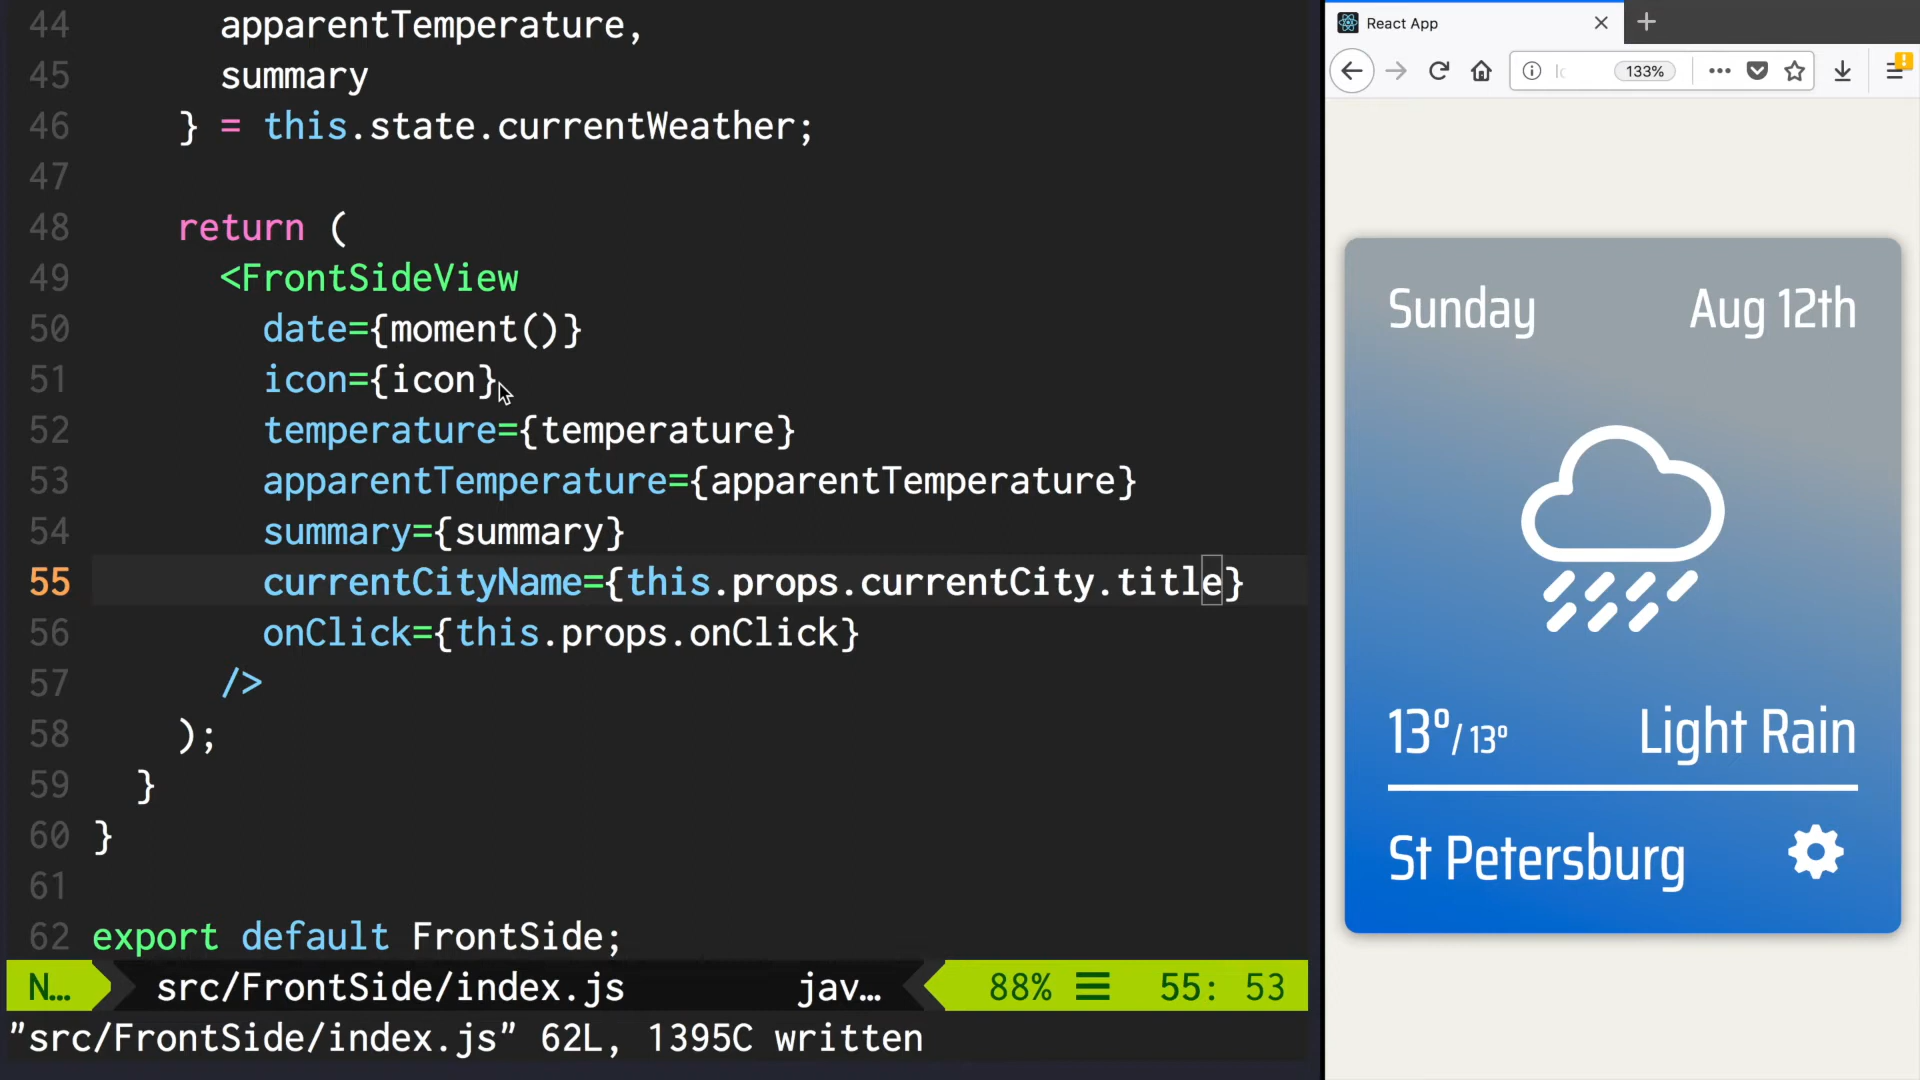 44 apparentTemperature,
45 summary
46 } = this.state.currentWeather;
47
48 return (
49 <FrontSideView
50 date={moment()}
51 icon={icon}
52 temperature={temperature}
53 apparentTemperature={apparentTemperature}
54 summary={summary}
55 currentCityName={this.props.currentCity.title}
56 onClick={this.props.onClick}
57 />
58 );
59 }
60 }
61
62 export default FrontSide;
N… src/FrontSide/index.js jav… 88% ☰ 55: 53
"src/FrontSide/index.js" 62L, 1395C written
React App
133%
Sunday Aug 12th
13°/ 13° Light Rain
St Petersburg